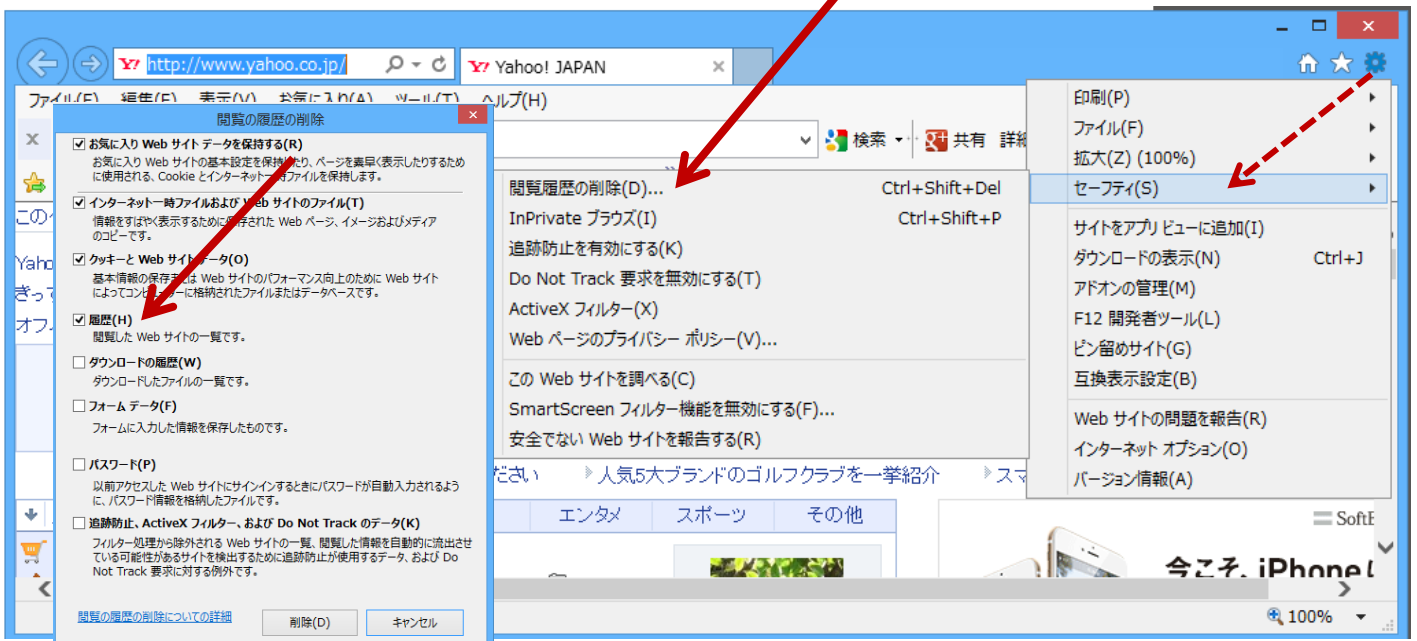 http://www.yahoo.co.jp/
Yahoo! JAPAN
ファイル(F) 編集(E) 表示(V) お気に入り(A) ツール(T) ヘルプ(H)
検索
共有
詳細
閲覧の履歴の削除
お気に入り Web サイト データを保持する(R)
お気に入り Web サイトの基本設定を保持したり、ページを素早く表示したりするため
に使用される、Cookie とインターネット一時ファイルを保持します。
インターネット一時ファイルおよび Web サイトのファイル(T)
情報をすばやく表示するために保存された Web ページ、イメージおよびメディア
のコピーです。
クッキーと Web サイト データ(O)
基本情報の保存または Web サイトのパフォーマンス向上のために Web サイト
によってコンピューターに格納されたファイルまたはデータベースです。
履歴(H)
閲覧した Web サイトの一覧です。
ダウンロードの履歴(W)
ダウンロードしたファイルの一覧です。
フォーム データ(F)
フォームに入力した情報を保存したものです。
パスワード(P)
以前アクセスした Web サイトにサインインするときにパスワードが自動入力されるよう
に、パスワード情報を格納したファイルです。
追跡防止、ActiveX フィルター、および Do Not Track のデータ(K)
フィルター処理から除外される Web サイトの一覧、閲覧した情報を自動的に流出させ
ている可能性があるサイトを検出するために追跡防止が使用するデータ、および Do
Not Track 要求に対する例外です。
閲覧の履歴の削除についての詳細
削除(D)
キャンセル
閲覧履歴の削除(D)... Ctrl+Shift+Del
InPrivate ブラウズ(I) Ctrl+Shift+P
追跡防止を有効にする(K)
Do Not Track 要求を無効にする(T)
ActiveX フィルター(X)
Web ページのプライバシー ポリシー(V)...
この Web サイトを調べる(C)
SmartScreen フィルター機能を無効にする(F)...
安全でない Web サイトを報告する(R)
印刷(P)
ファイル(F)
拡大(Z) (100%)
セーフティ(S)
サイトをアプリ ビューに追加(I)
ダウンロードの表示(N) Ctrl+J
アドオンの管理(M)
F12 開発者ツール(L)
ピン留めサイト(G)
互換表示設定(B)
Web サイトの問題を報告(R)
インターネット オプション(O)
バージョン情報(A)
ださい
人気5大ブランドのゴルフクラブを一挙紹介
スマ
エンタメ
スポーツ
その他
SoftB
今こそ、iPhone
100%